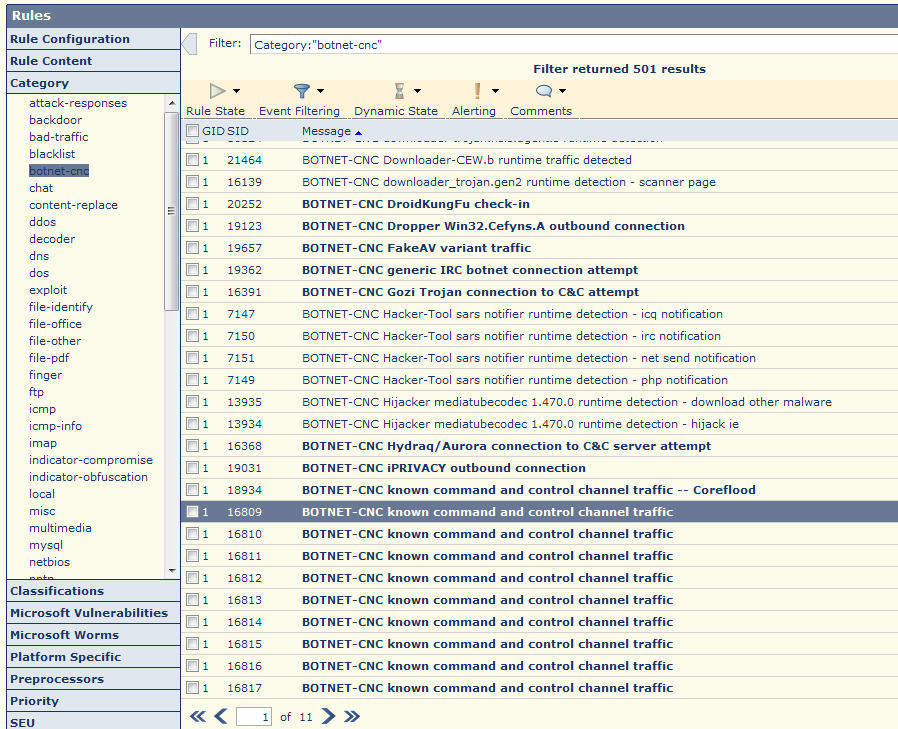 Rules
Rule Configuration
Rule Content
Category
attack-responses
backdoor
bad-traffic
blacklist
botnet-cnc
chat
content-replace
ddos
decoder
dns
dos
exploit
file-identify
file-office
file-other
file-pdf
finger
ftp
icmp
icmp-info
imap
indicator-compromise
indicator-obfuscation
local
misc
multimedia
mysql
netbios
Classifications
Microsoft Vulnerabilities
Microsoft Worms
Platform Specific
Preprocessors
Priority
SEU
Filter: Category:"botnet-cnc"
Filter returned 501 results
Rule State Event Filtering Dynamic State Alerting Comments
GID SID Message
1 21464 BOTNET-CNC Downloader-CEW.b runtime traffic detected
1 16139 BOTNET-CNC downloader_trojan.gen2 runtime detection - scanner page
1 20252 BOTNET-CNC DroidKungFu check-in
1 19123 BOTNET-CNC Dropper Win32.Cefyns.A outbound connection
1 19657 BOTNET-CNC FakeAV variant traffic
1 19362 BOTNET-CNC generic IRC botnet connection attempt
1 16391 BOTNET-CNC Gozi Trojan connection to C&C attempt
1 7147 BOTNET-CNC Hacker-Tool sars notifier runtime detection - icq notification
1 7150 BOTNET-CNC Hacker-Tool sars notifier runtime detection - irc notification
1 7151 BOTNET-CNC Hacker-Tool sars notifier runtime detection - net send notification
1 7149 BOTNET-CNC Hacker-Tool sars notifier runtime detection - php notification
1 13935 BOTNET-CNC Hijacker mediatubecodec 1.470.0 runtime detection - download other malware
1 13934 BOTNET-CNC Hijacker mediatubecodec 1.470.0 runtime detection - hijack ie
1 16368 BOTNET-CNC Hydraq/Aurora connection to C&C server attempt
1 19031 BOTNET-CNC iPRIVACY outbound connection
1 18934 BOTNET-CNC known command and control channel traffic -- Coreflood
1 16809 BOTNET-CNC known command and control channel traffic
1 16810 BOTNET-CNC known command and control channel traffic
1 16811 BOTNET-CNC known command and control channel traffic
1 16812 BOTNET-CNC known command and control channel traffic
1 16813 BOTNET-CNC known command and control channel traffic
1 16814 BOTNET-CNC known command and control channel traffic
1 16815 BOTNET-CNC known command and control channel traffic
1 16816 BOTNET-CNC known command and control channel traffic
1 16817 BOTNET-CNC known command and control channel traffic
1 of 11